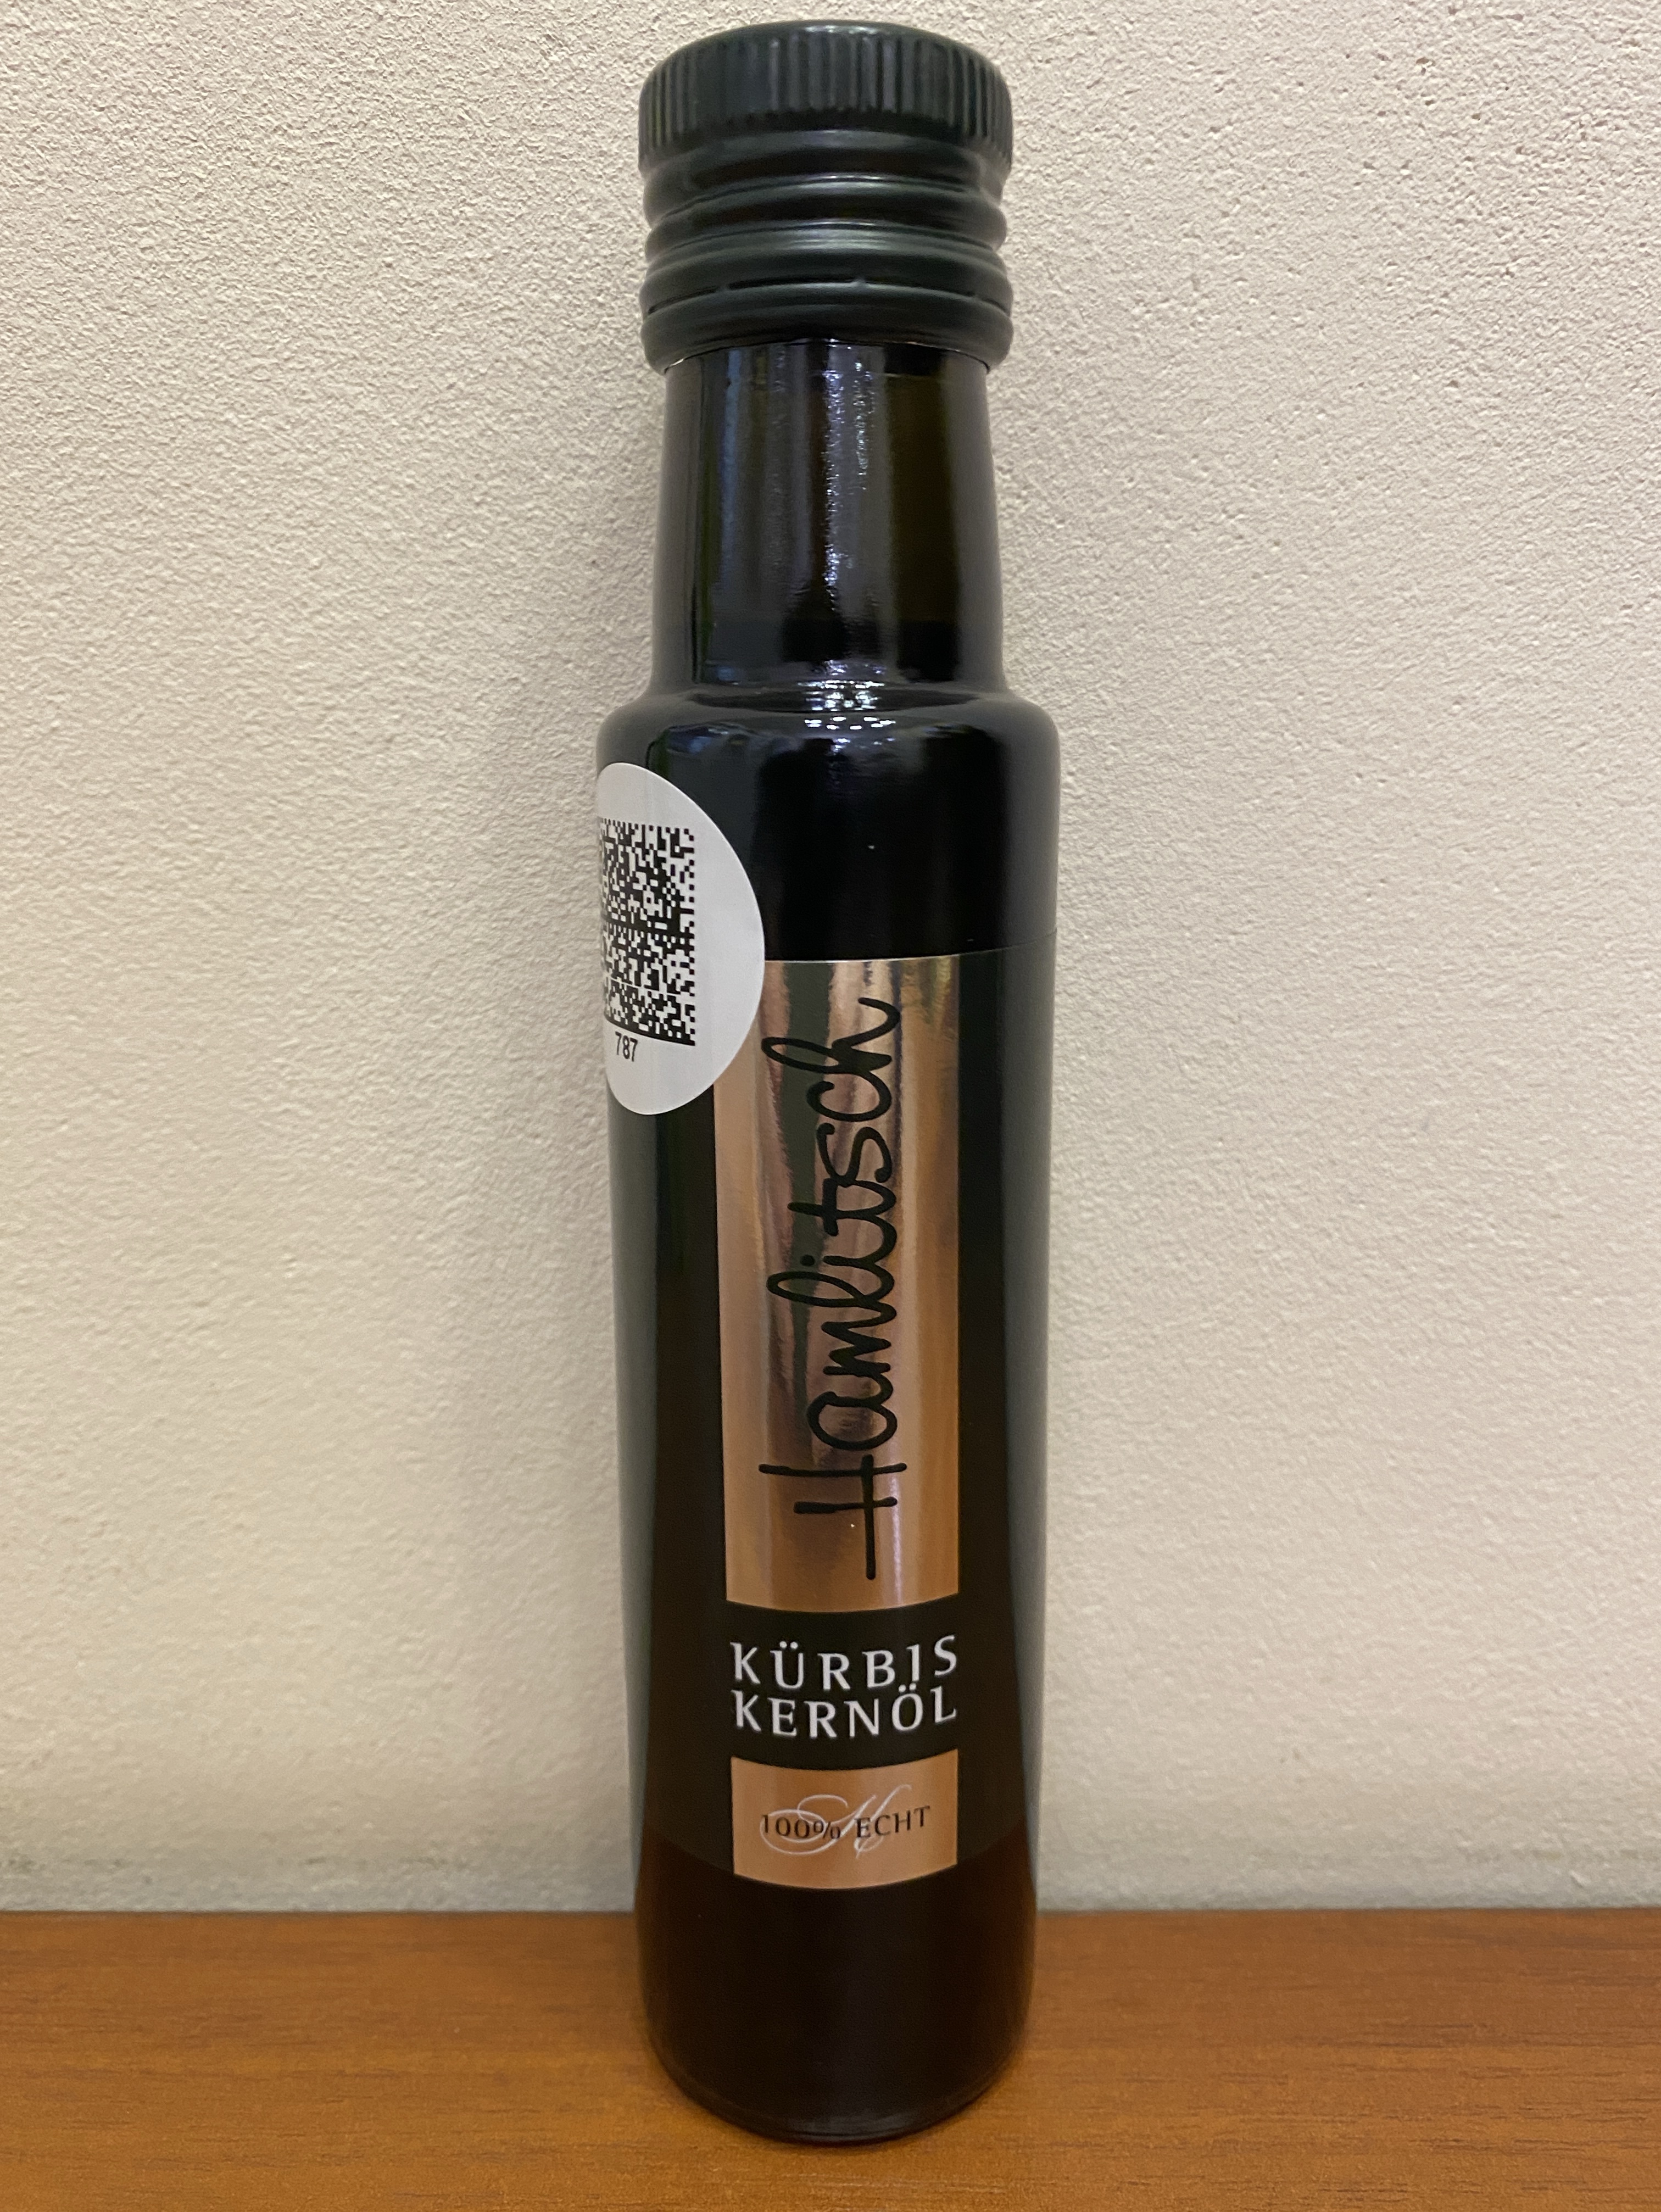 787
Hamlitsch
KÜRBIS
KERNÖL
100% ECHT
H